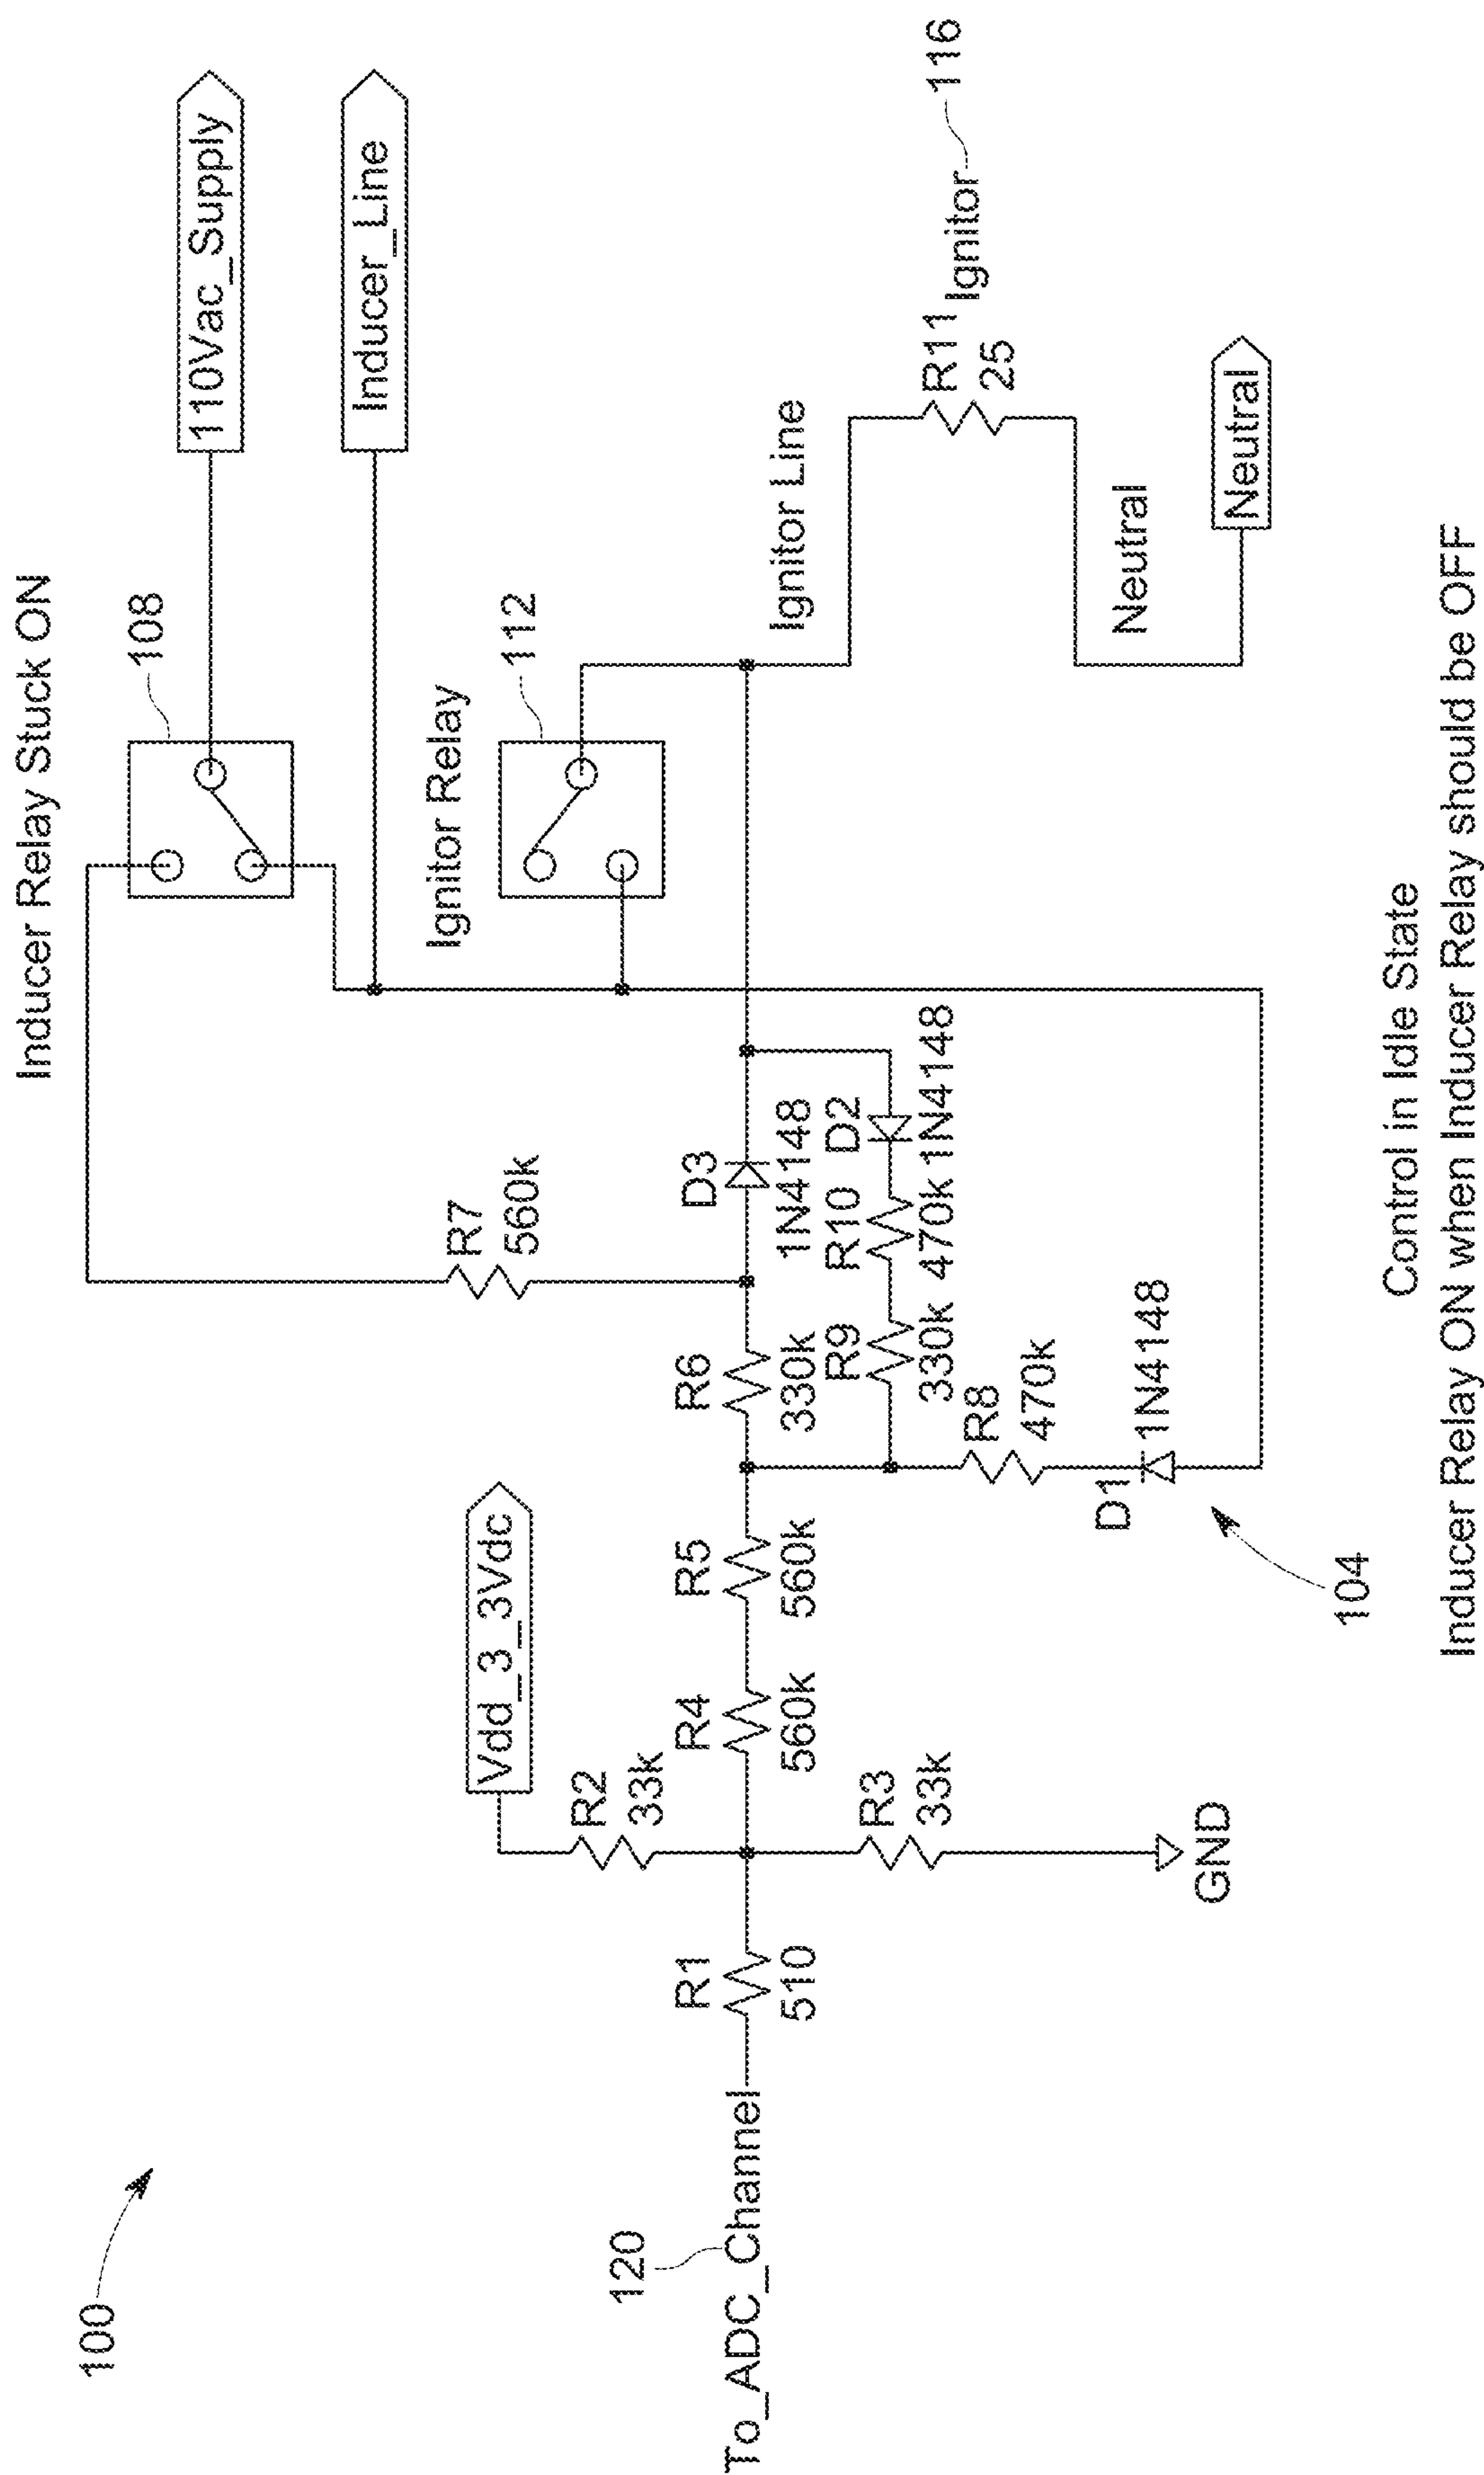 100
Inducer Relay Stuck ON
108
110Vac_Supply
Inducer_Line
Ignitor Relay
112
R7
560k
Vdd_3_3Vdc
R2
33k
120
To_ADC_Channel
R1
510
R4
560k
R5
560k
R6
330k
D3
1N4148
Ignitor Line
R11
25
Ignitor
116
R3
33k
GND
R9
330k
R10
470k
D2
1N4148
R8
470k
D1
1N4148
104
Neutral
Neutral
Control in Idle State
Inducer Relay ON when Inducer Relay should be OFF